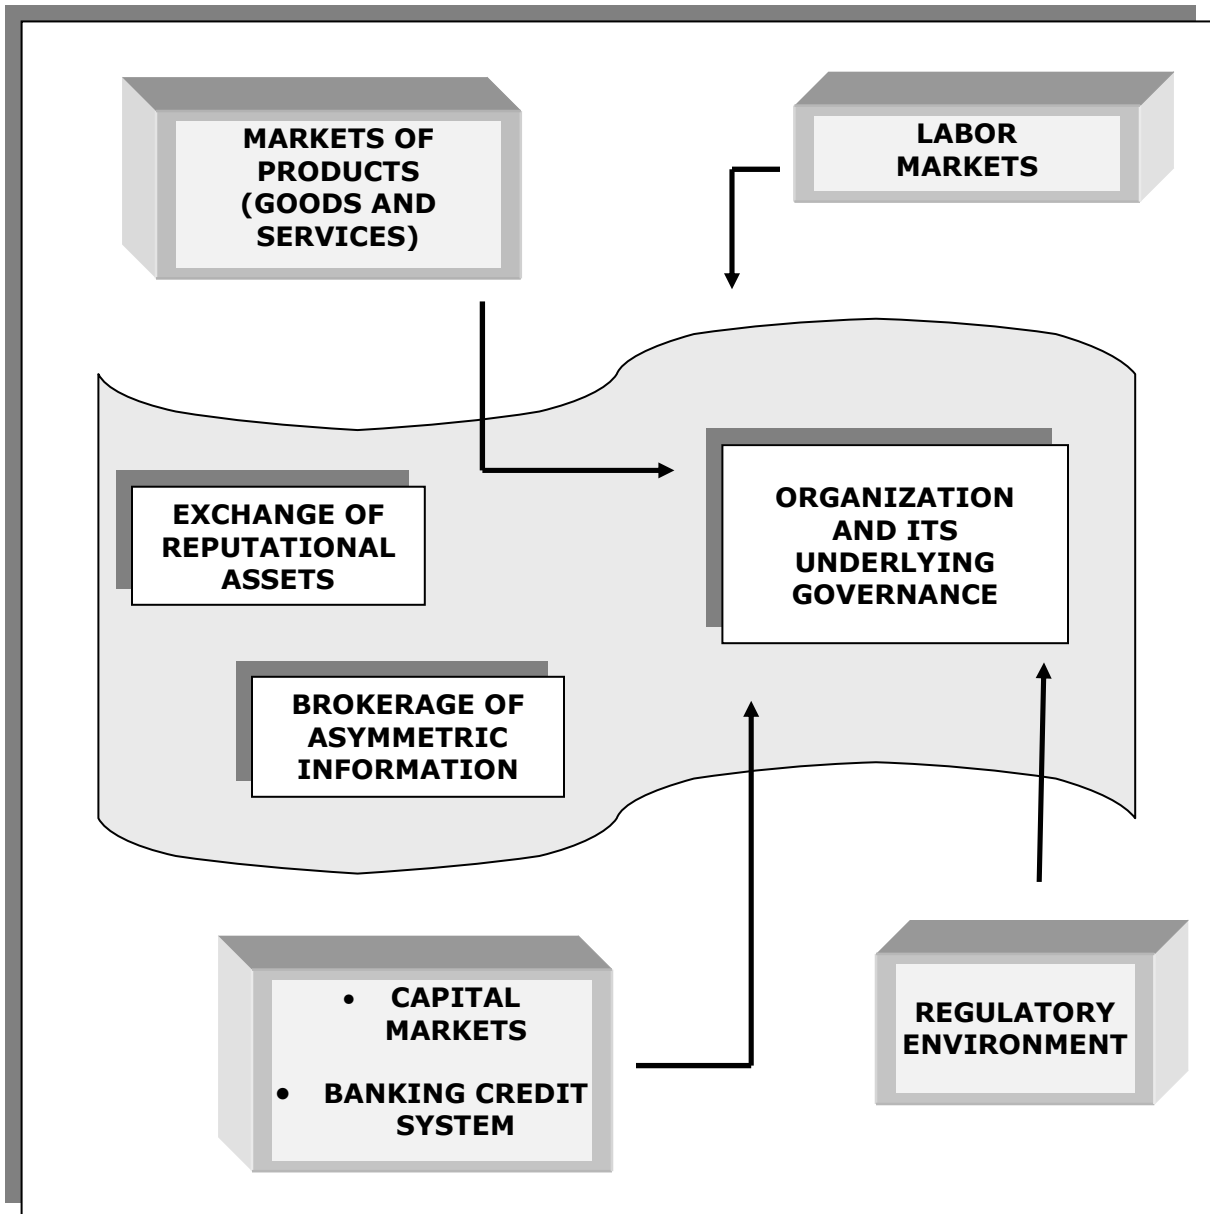 MARKETS OF
PRODUCTS
(GOODS AND
SERVICES)
LABOR
MARKETS
EXCHANGE OF
REPUTATIONAL
ASSETS
ORGANIZATION
AND ITS
UNDERLYING
GOVERNANCE
BROKERAGE OF
ASYMMETRIC
INFORMATION
• CAPITAL
MARKETS
• BANKING CREDIT
SYSTEM
REGULATORY
ENVIRONMENT